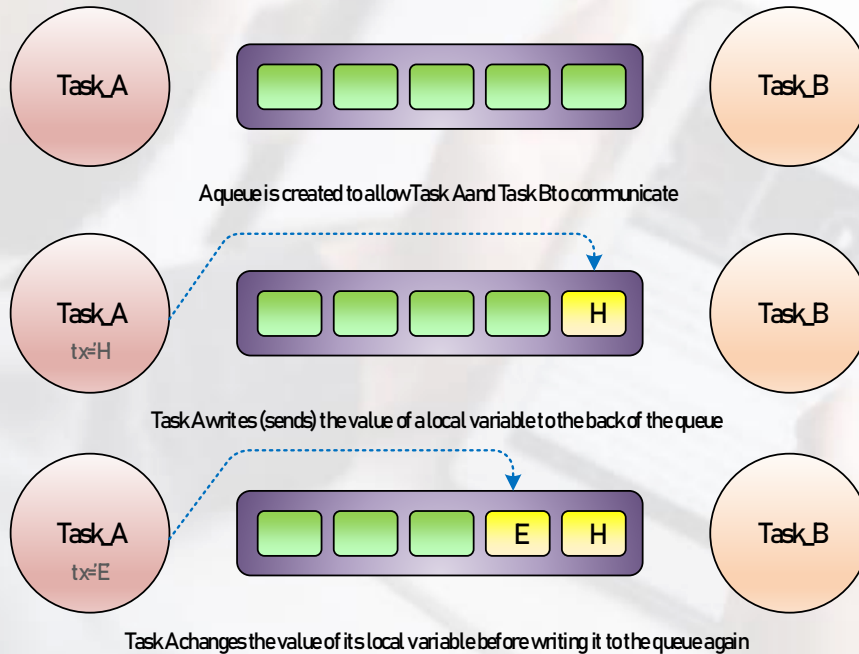 Task_A
Task_B
A queue is created to allow Task A and Task B to communicate
Task_A
tx='H
H
Task_B
Task A writes (sends) the value of a local variable to the back of the queue
Task_A
tx='E
E H
Task_B
Task A changes the value of its local variable before writing it to the queue again